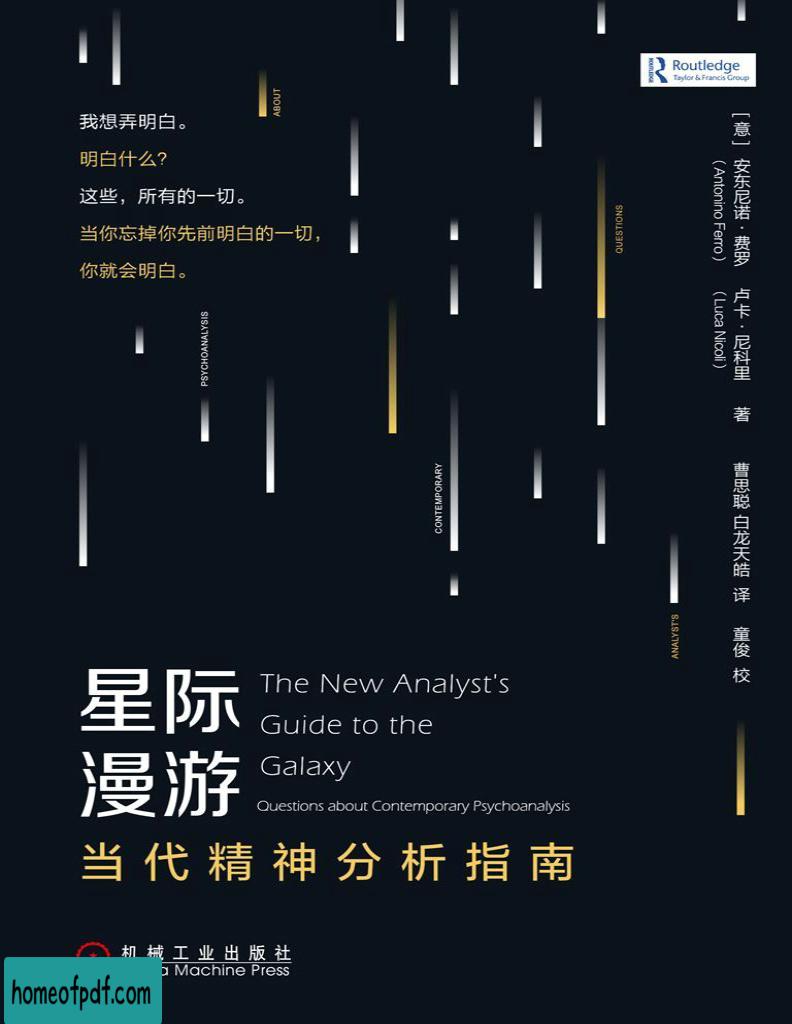 Routledge
Taylor & Francis Group
ROUTLEDGE
ABOUT
我想弄明白。
明白什么?
这些，所有的一切。
当你忘掉你先前明白的一切，
你就会明白。
QUESTIONS
PSYCHOANALYSIS
CONTEMPORARY
ANALYST'S
［意］安东尼诺·费罗 卢卡·尼科里 著 曹思聪 白龙天皓 译 童俊 校
（Antonino Ferro） （Luca Nicoli）
星际
漫游
The New Analyst's
Guide to the
Galaxy
Questions about Contemporary Psychoanalysis
当代精神分析指南
机械工业出版社
a Machine Press
homeofpdf.com